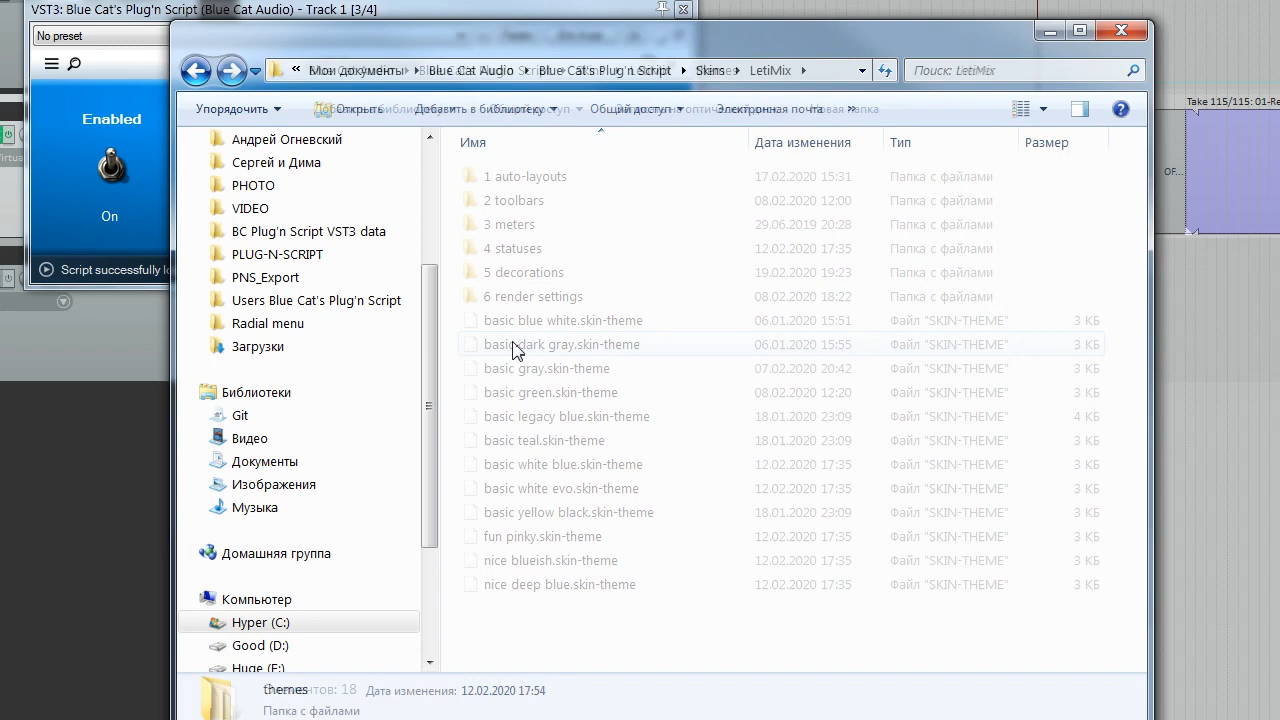 VST3: Blue Cat's Plug'n Script (Blue Cat Audio) - Track 1 [3/4]
No preset
Enabled
On
Script successfully lo
« Мои документы ▸ Blue Cat Audio ▸ Blue Cat's Plug'n Script ▸ Skins ▸ LetiMix ▸
Поиск: LetiMix
Упорядочить
Открыть
Добавить в библиотеку
Общий доступ
Электронная почта
Новая папка
»
Андрей Огневский
Сергей и Дима
PHOTO
VIDEO
BC Plug'n Script VST3 data
PLUG-N-SCRIPT
PNS_Export
Users Blue Cat's Plug'n Script
Radial menu
Загрузки
Библиотеки
Git
Видео
Документы
Изображения
Музыка
Домашняя группа
Компьютер
Hyper (C:)
Good (D:)
Huge (F:)
Имя Дата изменения Тип Размер
1 auto-layouts 17.02.2020 15:31 Папка с файлами
2 toolbars 08.02.2020 12:00 Папка с файлами
3 meters 29.06.2019 20:28 Папка с файлами
4 statuses 12.02.2020 17:35 Папка с файлами
5 decorations 19.02.2020 19:23 Папка с файлами
6 render settings 08.02.2020 18:22 Папка с файлами
basic blue white.skin-theme 06.01.2020 15:51 Файл "SKIN-THEME" 3 КБ
basic dark gray.skin-theme 06.01.2020 15:55 Файл "SKIN-THEME" 3 КБ
basic gray.skin-theme 07.02.2020 20:42 Файл "SKIN-THEME" 3 КБ
basic green.skin-theme 08.02.2020 12:20 Файл "SKIN-THEME" 3 КБ
basic legacy blue.skin-theme 18.01.2020 23:09 Файл "SKIN-THEME" 4 КБ
basic teal.skin-theme 18.01.2020 23:09 Файл "SKIN-THEME" 3 КБ
basic white blue.skin-theme 12.02.2020 17:35 Файл "SKIN-THEME" 3 КБ
basic white evo.skin-theme 12.02.2020 17:35 Файл "SKIN-THEME" 3 КБ
basic yellow black.skin-theme 18.01.2020 23:09 Файл "SKIN-THEME" 3 КБ
fun pinky.skin-theme 12.02.2020 17:35 Файл "SKIN-THEME" 3 КБ
nice blueish.skin-theme 12.02.2020 17:35 Файл "SKIN-THEME" 3 КБ
nice deep blue.skin-theme 12.02.2020 17:35 Файл "SKIN-THEME" 3 КБ
themes
18 Дата изменения: 12.02.2020 17:54
Папка с файлами
Take 115/115: 01-Re
OF...